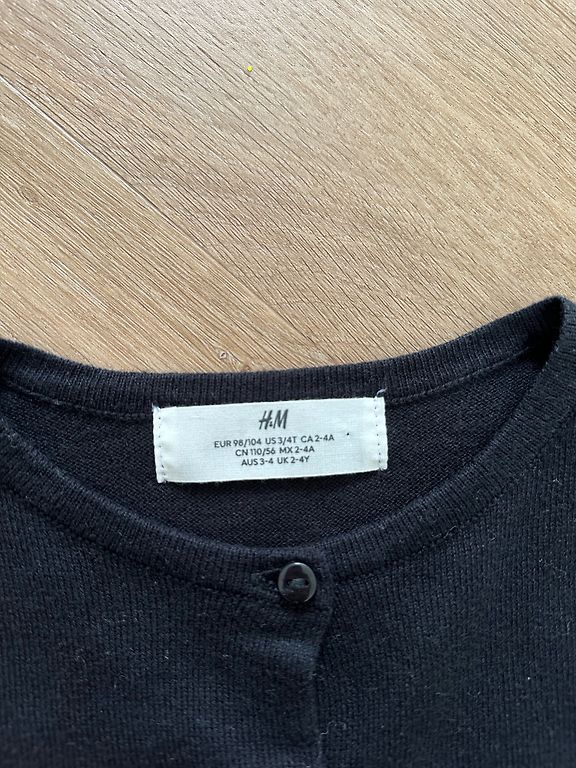 H&M
EUR 98/104 US 3/4T CA 2-4A
CN 110/56 MX 2-4A
AUS 3-4 UK 2-4Y